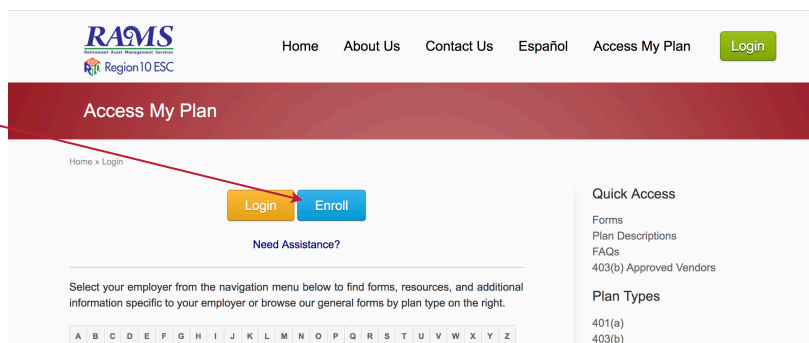 RAMS
Retirement Asset Management Services
R10 Region 10 ESC
Home About Us Contact Us Español Access My Plan Login
Access My Plan
Home » Login
Login Enroll
Need Assistance?
Select your employer from the navigation menu below to find forms, resources, and additional
information specific to your employer or browse our general forms by plan type on the right.
A B C D E F G H I J K L M N O P Q R S T U V W X Y Z
Quick Access
Forms
Plan Descriptions
FAQs
403(b) Approved Vendors
Plan Types
401(a)
403(b)